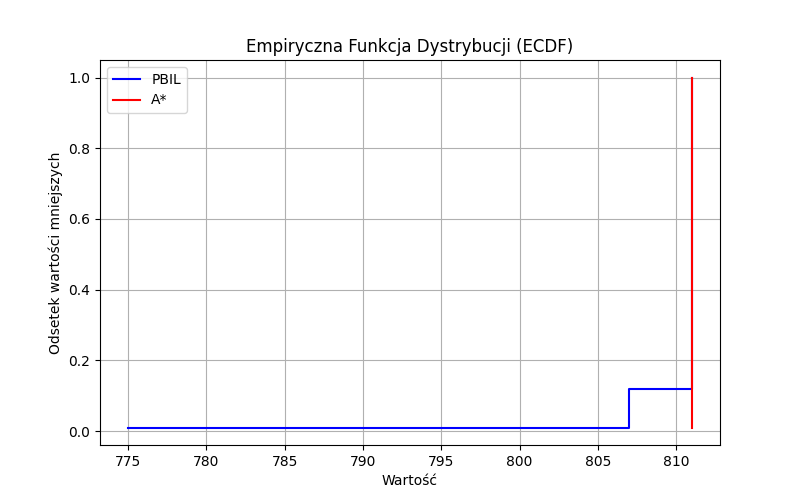 Empiryczna Funkcja Dystrybucji (ECDF)
PBIL
A*
1.0
0.8
0.6
0.4
0.2
0.0
Odsetek wartości mniejszych
775 780 785 790 795 800 805 810
Wartość